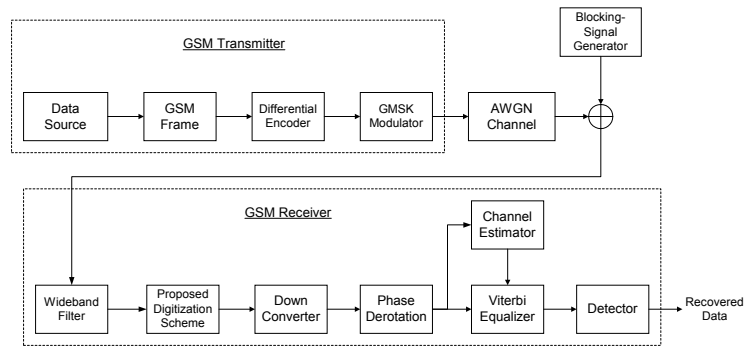 Blocking-
Signal
Generator
GSM Transmitter
Data
Source
GSM
Frame
Differential
Encoder
GMSK
Modulator
AWGN
Channel
GSM Receiver
Channel
Estimator
Wideband
Filter
Proposed
Digitization
Scheme
Down
Converter
Phase
Derotation
Viterbi
Equalizer
Detector
Recovered
Data